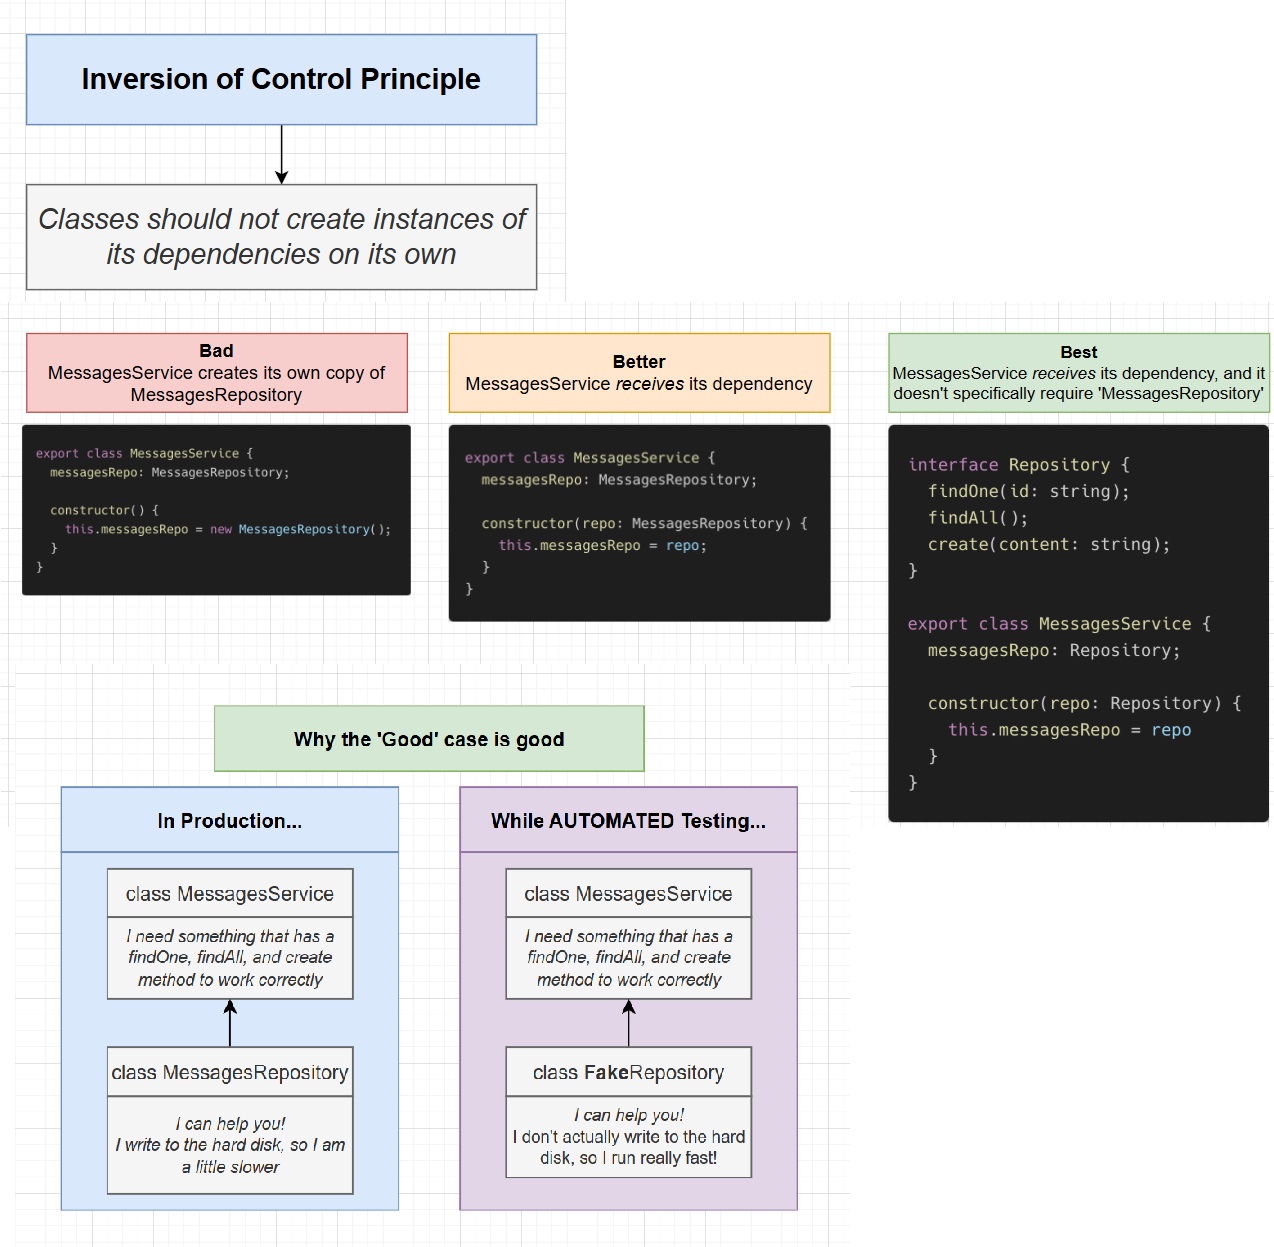 Inversion of Control Principle
Classes should not create instances of
its dependencies on its own
Bad
MessagesService creates its own copy of
MessagesRepository
export class MessagesService {
  messagesRepo: MessagesRepository;

  constructor() {
    this.messagesRepo = new MessagesRepository();
  }
}
Better
MessagesService receives its dependency
export class MessagesService {
  messagesRepo: MessagesRepository;

  constructor(repo: MessagesRepository) {
    this.messagesRepo = repo;
  }
}
Best
MessagesService receives its dependency, and it
doesn't specifically require 'MessagesRepository'
interface Repository {
  findOne(id: string);
  findAll();
  create(content: string);
}

export class MessagesService {
  messagesRepo: Repository;

  constructor(repo: Repository) {
    this.messagesRepo = repo
  }
}
Why the 'Good' case is good
In Production...
class MessagesService
I need something that has a
findOne, findAll, and create
method to work correctly
class MessagesRepository
I can help you!
I write to the hard disk, so I am
a little slower
While AUTOMATED Testing...
class MessagesService
I need something that has a
findOne, findAll, and create
method to work correctly
class FakeRepository
I can help you!
I don't actually write to the hard
disk, so I run really fast!